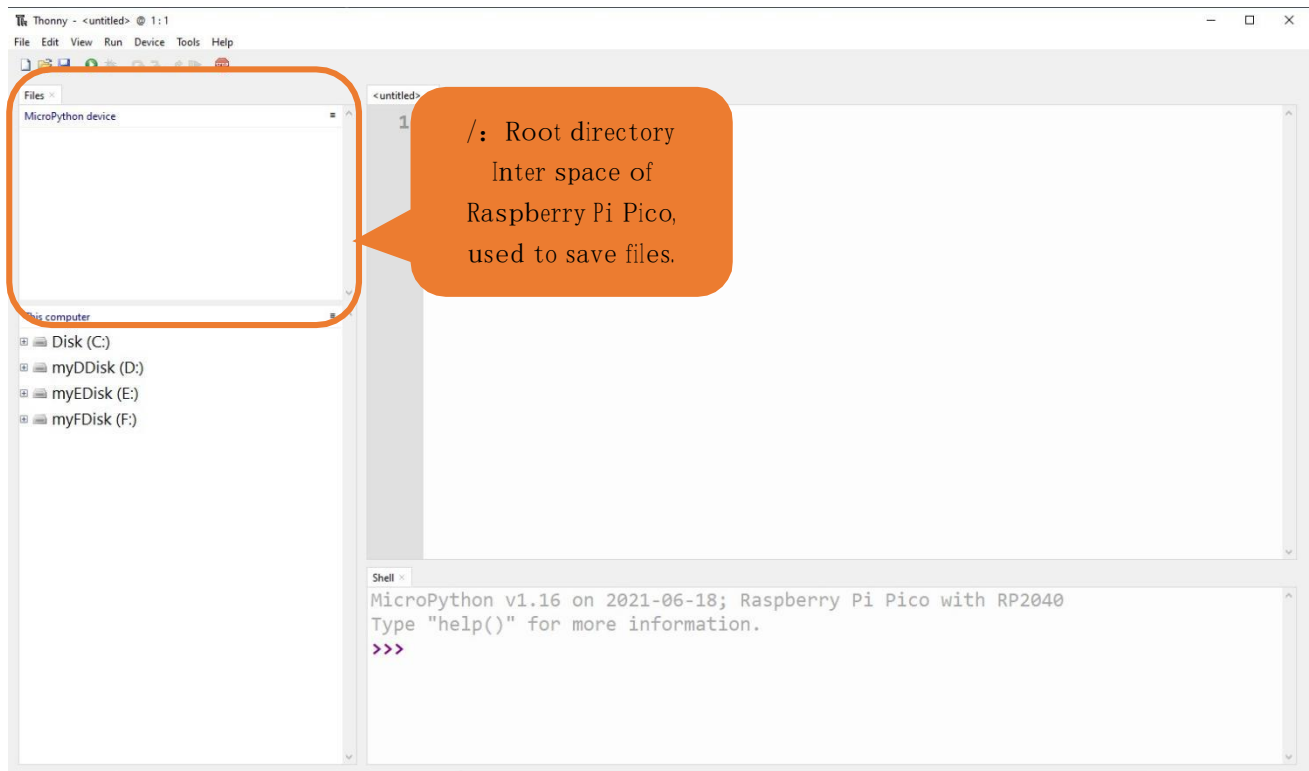 Thonny - <untitled> @ 1:1
File Edit View Run Device Tools Help
Files
MicroPython device
This computer
Disk (C:)
myDDisk (D:)
myEDisk (E:)
myFDisk (F:)
<untitled>
1
/: Root directory
Inter space of
Raspberry Pi Pico,
used to save files.
Shell
MicroPython v1.16 on 2021-06-18; Raspberry Pi Pico with RP2040
Type "help()" for more information.
>>>